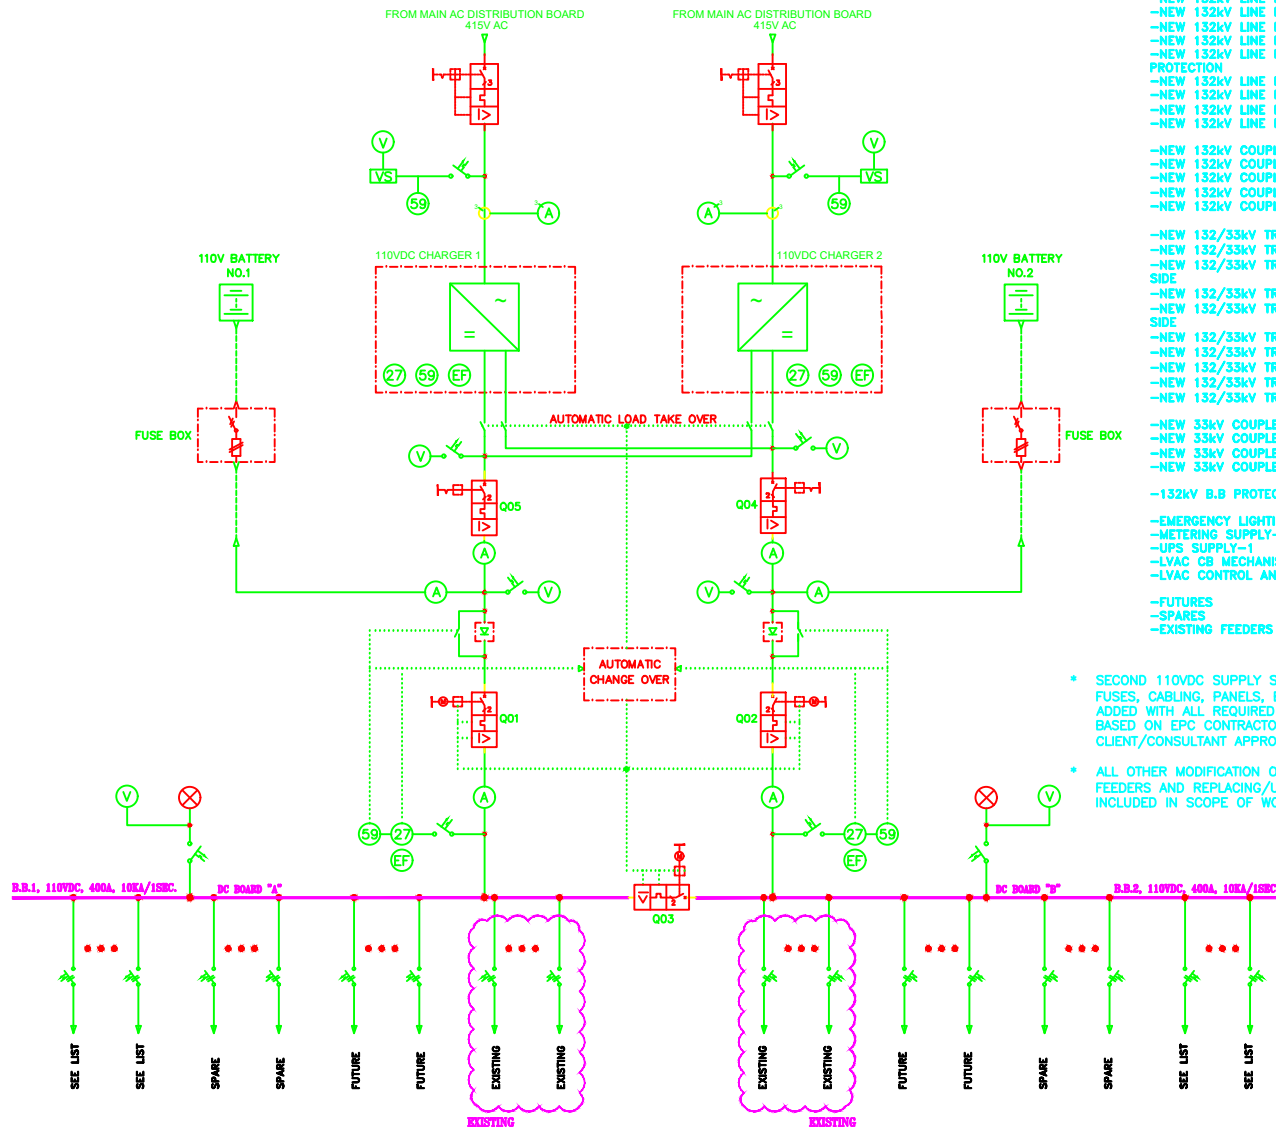 FROM MAIN AC DISTRIBUTION BOARD
415V AC
FROM MAIN AC DISTRIBUTION BOARD
415V AC
3
3
V
VS
59
A
3
3
V
VS
59
A
3
3
110V BATTERY
NO.1
110VDC CHARGER 1
~
=
27 59 EF
110VDC CHARGER 2
~
=
27 59 EF
110V BATTERY
NO.2
FUSE BOX
AUTOMATIC LOAD TAKE OVER
FUSE BOX
V
V
2
Q05
Q04
2
A
A
A
V
V
A
AUTOMATIC
CHANGE OVER
M
2
Q01
Q02
2
M
A
A
V
59 27
EF
27 59
EF
V
M
B.B.1, 110VDC, 400A, 10KA/1SEC.
DC BOARD "A"
2
Q03
DC BOARD "B"
B.B.2, 110VDC, 400A, 10KA/1SEC
SEE LIST
SEE LIST
SPARE
SPARE
FUTURE
FUTURE
EXISTING
EXISTING
EXISTING
EXISTING
EXISTING
EXISTING
FUTURE
FUTURE
SPARE
SPARE
SEE LIST
SEE LIST
-NEW 132kV LINE
-NEW 132kV LINE
-NEW 132kV LINE
-NEW 132kV LINE
PROTECTION
-NEW 132kV LINE
-NEW 132kV LINE
-NEW 132kV LINE
-NEW 132kV LINE
-NEW 132kV COUPL
-NEW 132kV COUPL
-NEW 132kV COUPL
-NEW 132kV COUPL
-NEW 132kV COUPL
-NEW 132/33kV TR
-NEW 132/33kV TR
-NEW 132/33kV TR
SIDE
-NEW 132/33kV TR
-NEW 132/33kV TR
SIDE
-NEW 132/33kV TR
-NEW 132/33kV TR
-NEW 132/33kV TR
-NEW 132/33kV TR
-NEW 132/33kV TR
-NEW 33kV COUPLE
-NEW 33kV COUPLE
-NEW 33kV COUPLE
-NEW 33kV COUPLE
-132kV B.B PROTEC
-EMERGENCY LIGHTI
-METERING SUPPLY-
-UPS SUPPLY-1
-LVAC CB MECHANIS
-LVAC CONTROL AN
-FUTURES
-SPARES
-EXISTING FEEDERS
* SECOND 110VDC SUPPLY S
FUSES, CABLING, PANELS,
ADDED WITH ALL REQUIRED
BASED ON EPC CONTRACTO
CLIENT/CONSULTANT APPRO
* ALL OTHER MODIFICATION O
FEEDERS AND REPLACING/U
INCLUDED IN SCOPE OF WO